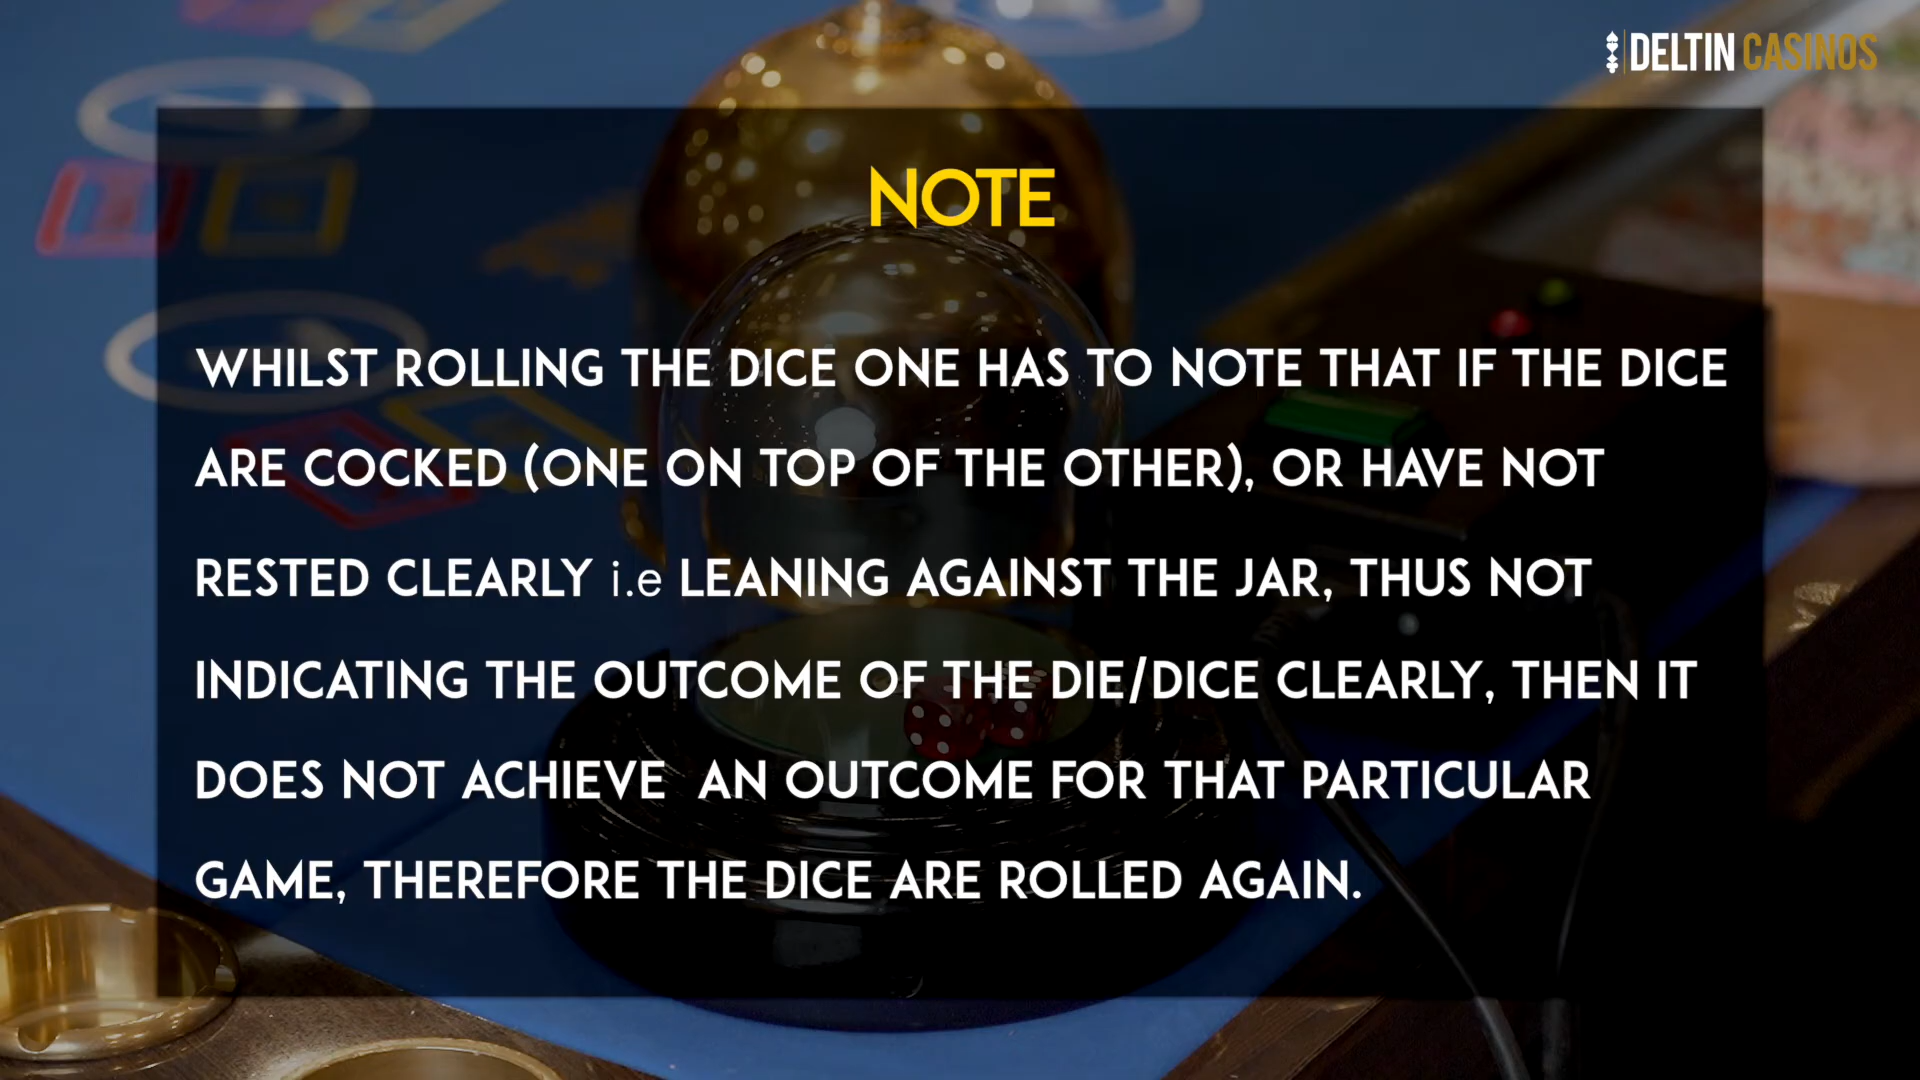 DELTIN CASINOS
NOTE
WHILST ROLLING THE DICE ONE HAS TO NOTE THAT IF THE DICE
ARE COCKED (ONE ON TOP OF THE OTHER), OR HAVE NOT
RESTED CLEARLY i.e LEANING AGAINST THE JAR, THUS NOT
INDICATING THE OUTCOME OF THE DIE/DICE CLEARLY, THEN IT
DOES NOT ACHIEVE  AN OUTCOME FOR THAT PARTICULAR
GAME, THEREFORE THE DICE ARE ROLLED AGAIN.